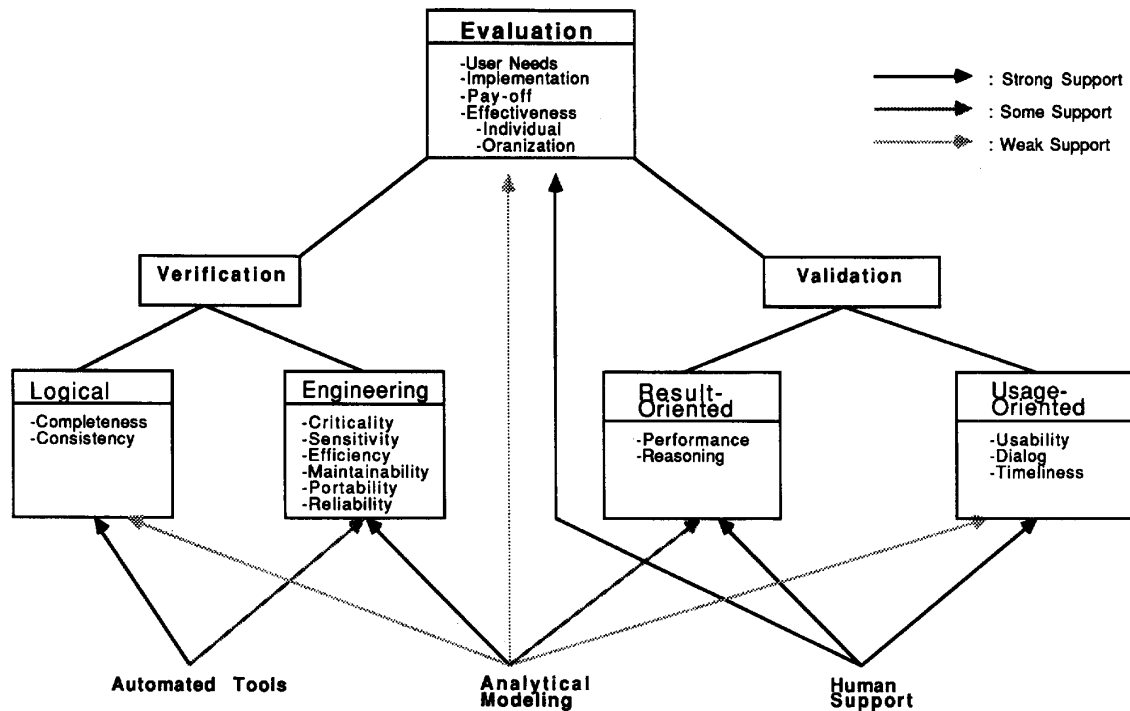 Evaluation
-User Needs
-Implementation
-Pay-off
-Effectiveness
-Individual
-Oranization
: Strong Support
: Some Support
: Weak Support
Verification
Validation
Logical
-Completeness
-Consistency
Engineering
-Criticality
-Sensitivity
-Efficiency
-Maintainability
-Portability
-Reliability
Result-
Oriented
-Performance
-Reasoning
Usage-
Oriented
-Usability
-Dialog
-Timeliness
Automated Tools
Analytical
Modeling
Human
Support